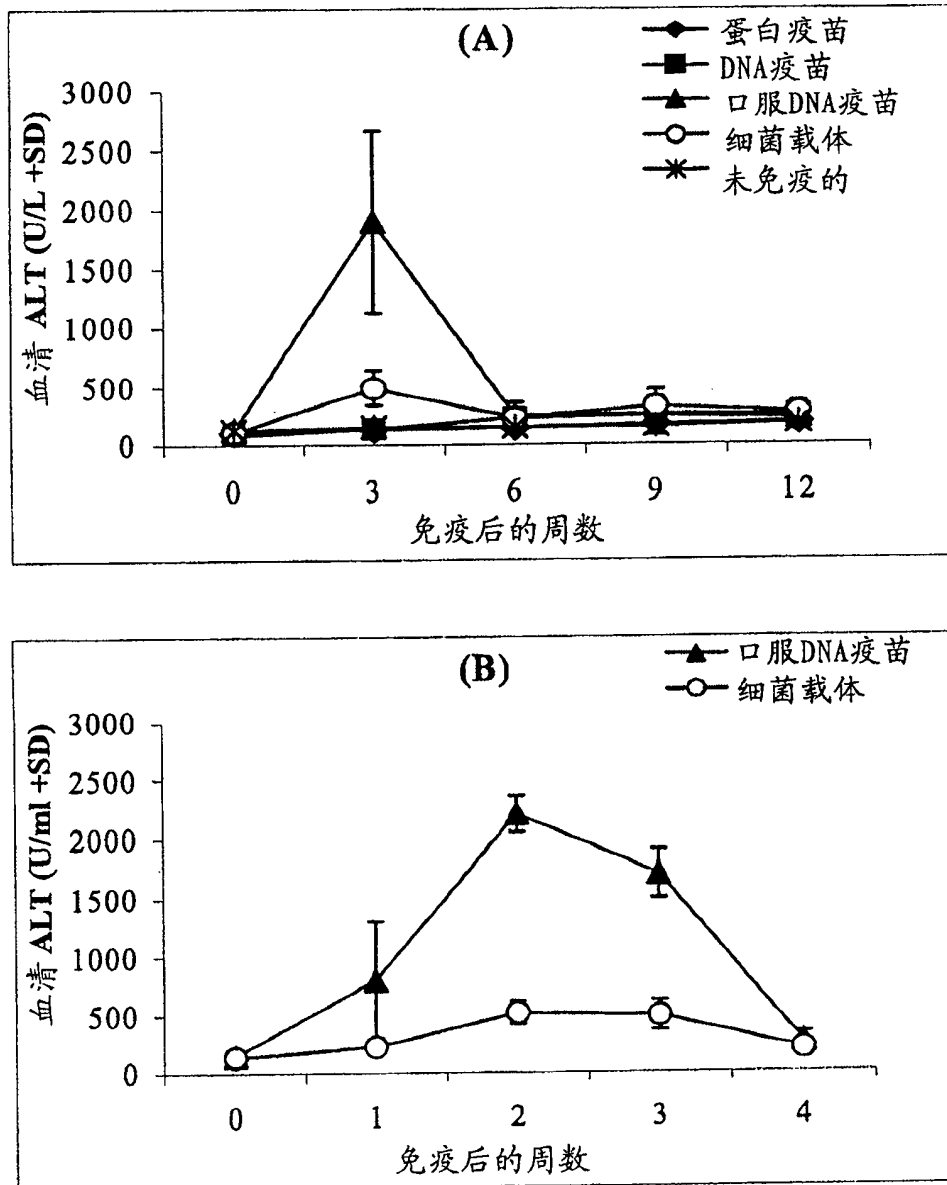 (A)
蛋白疫苗
DNA疫苗
口服DNA疫苗
细菌载体
未免疫的
血清 ALT (U/L +SD)
3000
2500
2000
1500
1000
500
0
0 3 6 9 12
免疫后的周数
(B)
口服DNA疫苗
细菌载体
血清 ALT (U/ml +SD)
3000
2500
2000
1500
1000
500
0
0 1 2 3 4
免疫后的周数